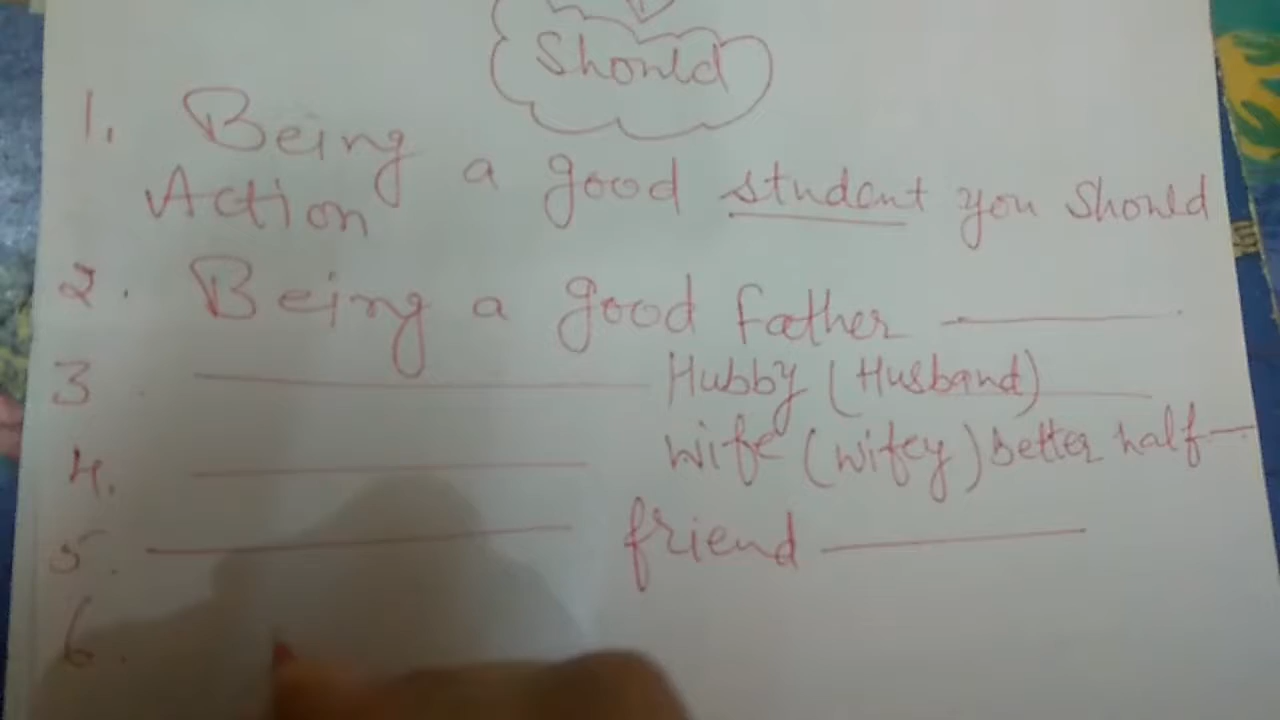 Should
1. Being a good student you should
Action
2. Being a good father
3 Hubby (Husband)
4. wife (wifey) better half
5. friend
6.